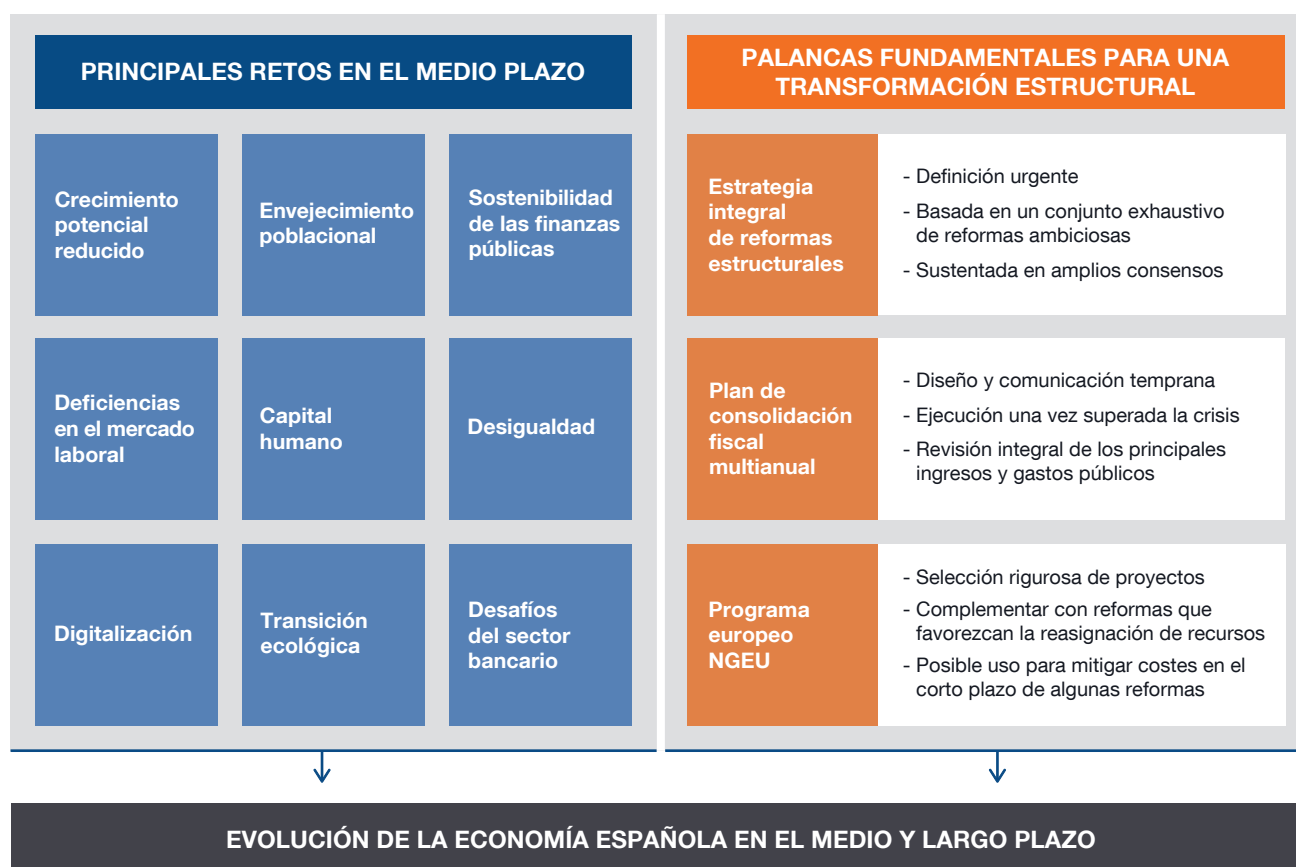 PRINCIPALES RETOS EN EL MEDIO PLAZO
Crecimiento
potencial
reducido
Envejecimiento
poblacional
Sostenibilidad
de las finanzas
públicas
Deficiencias
en el mercado
laboral
Capital
humano
Desigualdad
Digitalización
Transición
ecológica
Desafíos
del sector
bancario
PALANCAS FUNDAMENTALES PARA UNA
TRANSFORMACIÓN ESTRUCTURAL
Estrategia
integral
de reformas
estructurales
- Definición urgente
- Basada en un conjunto exhaustivo
de reformas ambiciosas
- Sustentada en amplios consensos
Plan de
consolidación
fiscal
multianual
- Diseño y comunicación temprana
- Ejecución una vez superada la crisis
- Revisión integral de los principales
ingresos y gastos públicos
Programa
europeo
NGEU
- Selección rigurosa de proyectos
- Complementar con reformas que
favorezcan la reasignación de recursos
- Posible uso para mitigar costes en el
corto plazo de algunas reformas
EVOLUCIÓN DE LA ECONOMÍA ESPAÑOLA EN EL MEDIO Y LARGO PLAZO